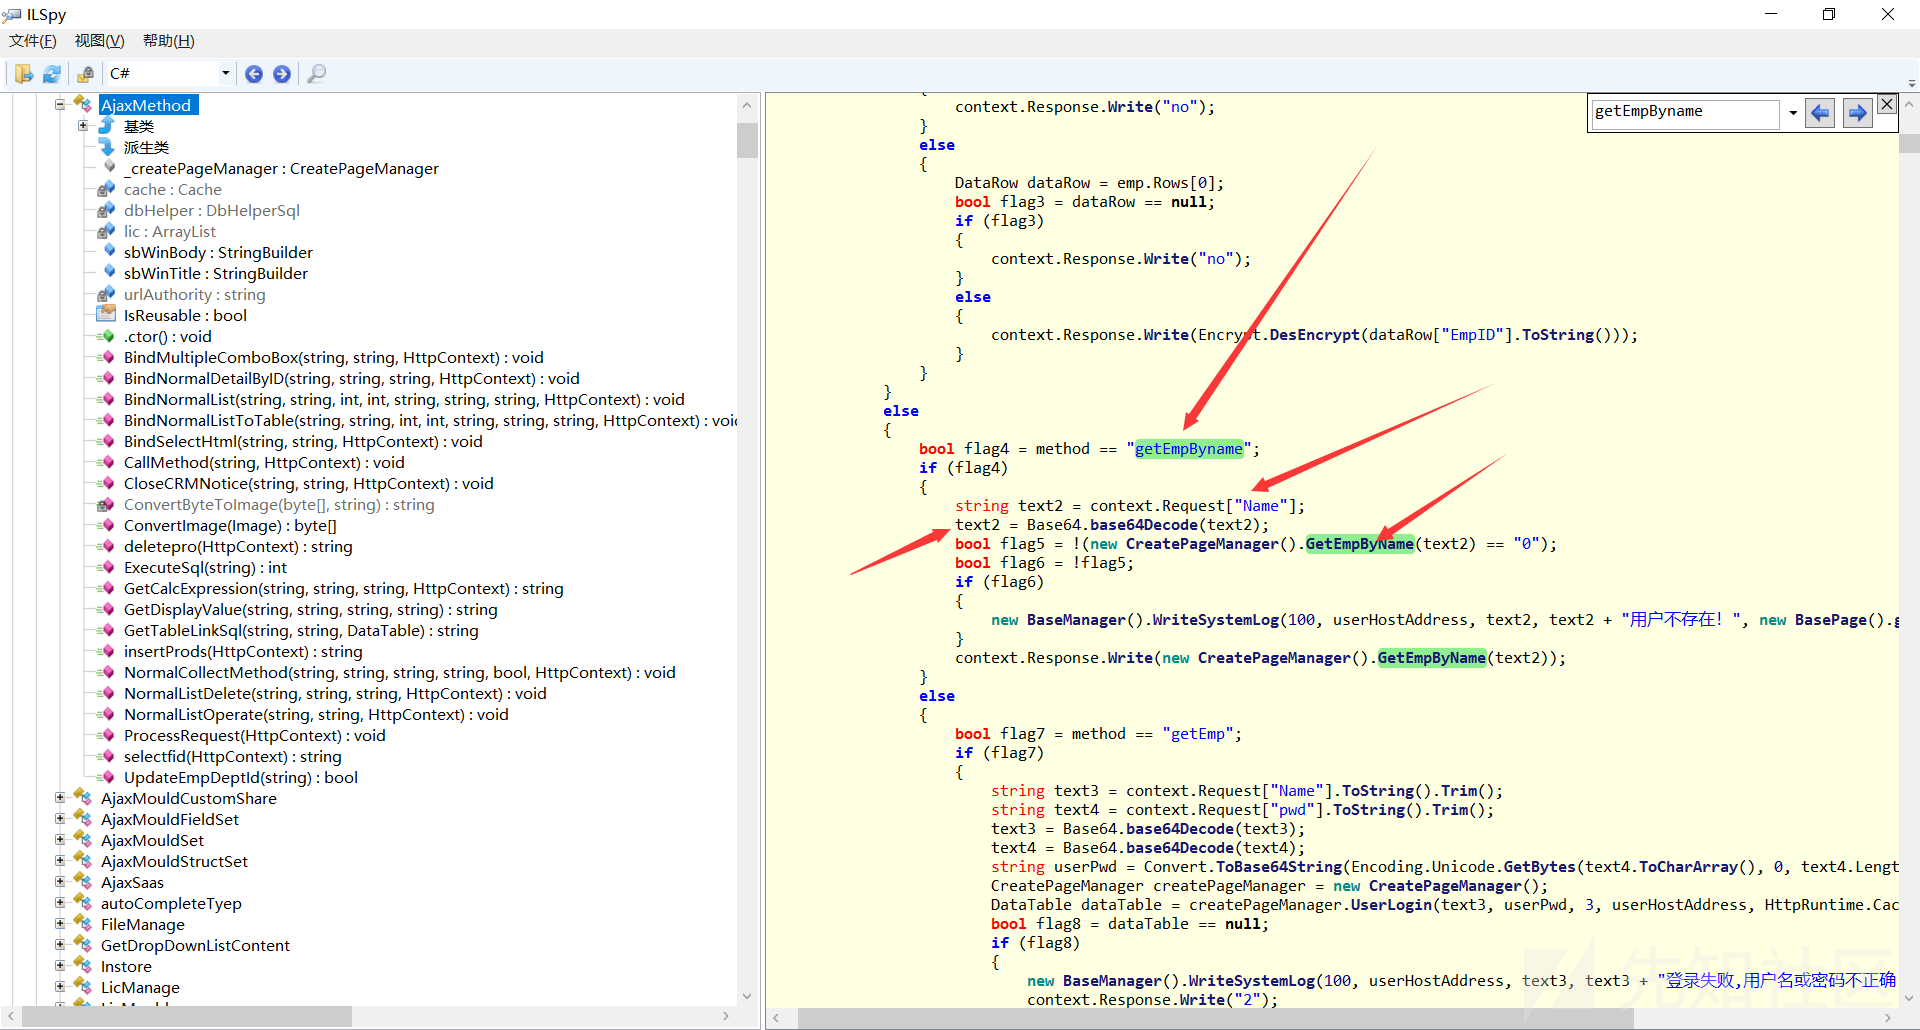 ILSpy
文件(F) 视图(V) 帮助(H)
C#
AjaxMethod
基类
派生类
_createPageManager : CreatePageManager
cache : Cache
dbHelper : DbHelperSql
lic : ArrayList
sbWinBody : StringBuilder
sbWinTitle : StringBuilder
urlAuthority : string
IsReusable : bool
.ctor() : void
BindMultipleComboBox(string, string, HttpContext) : void
BindNormalDetailByID(string, string, string, HttpContext) : void
BindNormalList(string, string, int, int, string, string, string, HttpContext) : void
BindNormalListToTable(string, string, int, int, string, string, string, HttpContext) : void
BindSelectHtml(string, string, HttpContext) : void
CallMethod(string, HttpContext) : void
CloseCRMNotice(string, string, HttpContext) : void
ConvertByteToImage(byte[], string) : string
ConvertImage(Image) : byte[]
deletepro(HttpContext) : string
ExecuteSql(string) : int
GetCalcExpression(string, string, string, HttpContext) : string
GetDisplayValue(string, string, string, string) : string
GetTableLinkSql(string, string, DataTable) : string
insertProds(HttpContext) : string
NormalCollectMethod(string, string, string, string, bool, HttpContext) : void
NormalListDelete(string, string, string, HttpContext) : void
NormalListOperate(string, string, HttpContext) : void
ProcessRequest(HttpContext) : void
selectfid(HttpContext) : string
UpdateEmpDeptId(string) : bool
AjaxMouldCustomShare
AjaxMouldFieldSet
AjaxMouldSet
AjaxMouldStructSet
AjaxSaas
autoCompleteTyep
FileManage
GetDropDownListContent
Instore
LicManage
getEmpByname
{
context.Response.Write("no");
}
else
{
DataRow dataRow = emp.Rows[0];
bool flag3 = dataRow == null;
if (flag3)
{
context.Response.Write("no");
}
else
{
context.Response.Write(Encrypt.DesEncrypt(dataRow["EmpID"].ToString()));
}
}
}
else
{
bool flag4 = method == "getEmpByname";
if (flag4)
{
string text2 = context.Request["Name"];
text2 = Base64.base64Decode(text2);
bool flag5 = !(new CreatePageManager().GetEmpByName(text2) == "0");
bool flag6 = !flag5;
if (flag6)
{
new BaseManager().WriteSystemLog(100, userHostAddress, text2, text2 + "用户不存在！", new BasePage().g
}
context.Response.Write(new CreatePageManager().GetEmpByName(text2));
}
else
{
bool flag7 = method == "getEmp";
if (flag7)
{
string text3 = context.Request["Name"].ToString().Trim();
string text4 = context.Request["pwd"].ToString().Trim();
text3 = Base64.base64Decode(text3);
text4 = Base64.base64Decode(text4);
string userPwd = Convert.ToBase64String(Encoding.Unicode.GetBytes(text4.ToCharArray(), 0, text4.Lengt
CreatePageManager createPageManager = new CreatePageManager();
DataTable dataTable = createPageManager.UserLogin(text3, userPwd, 3, userHostAddress, HttpRuntime.Cac
bool flag8 = dataTable == null;
if (flag8)
{
new BaseManager().WriteSystemLog(100, userHostAddress, text3, text3 + "登录失败,用户名或密码不正确
context.Response.Write("2");
先知社区